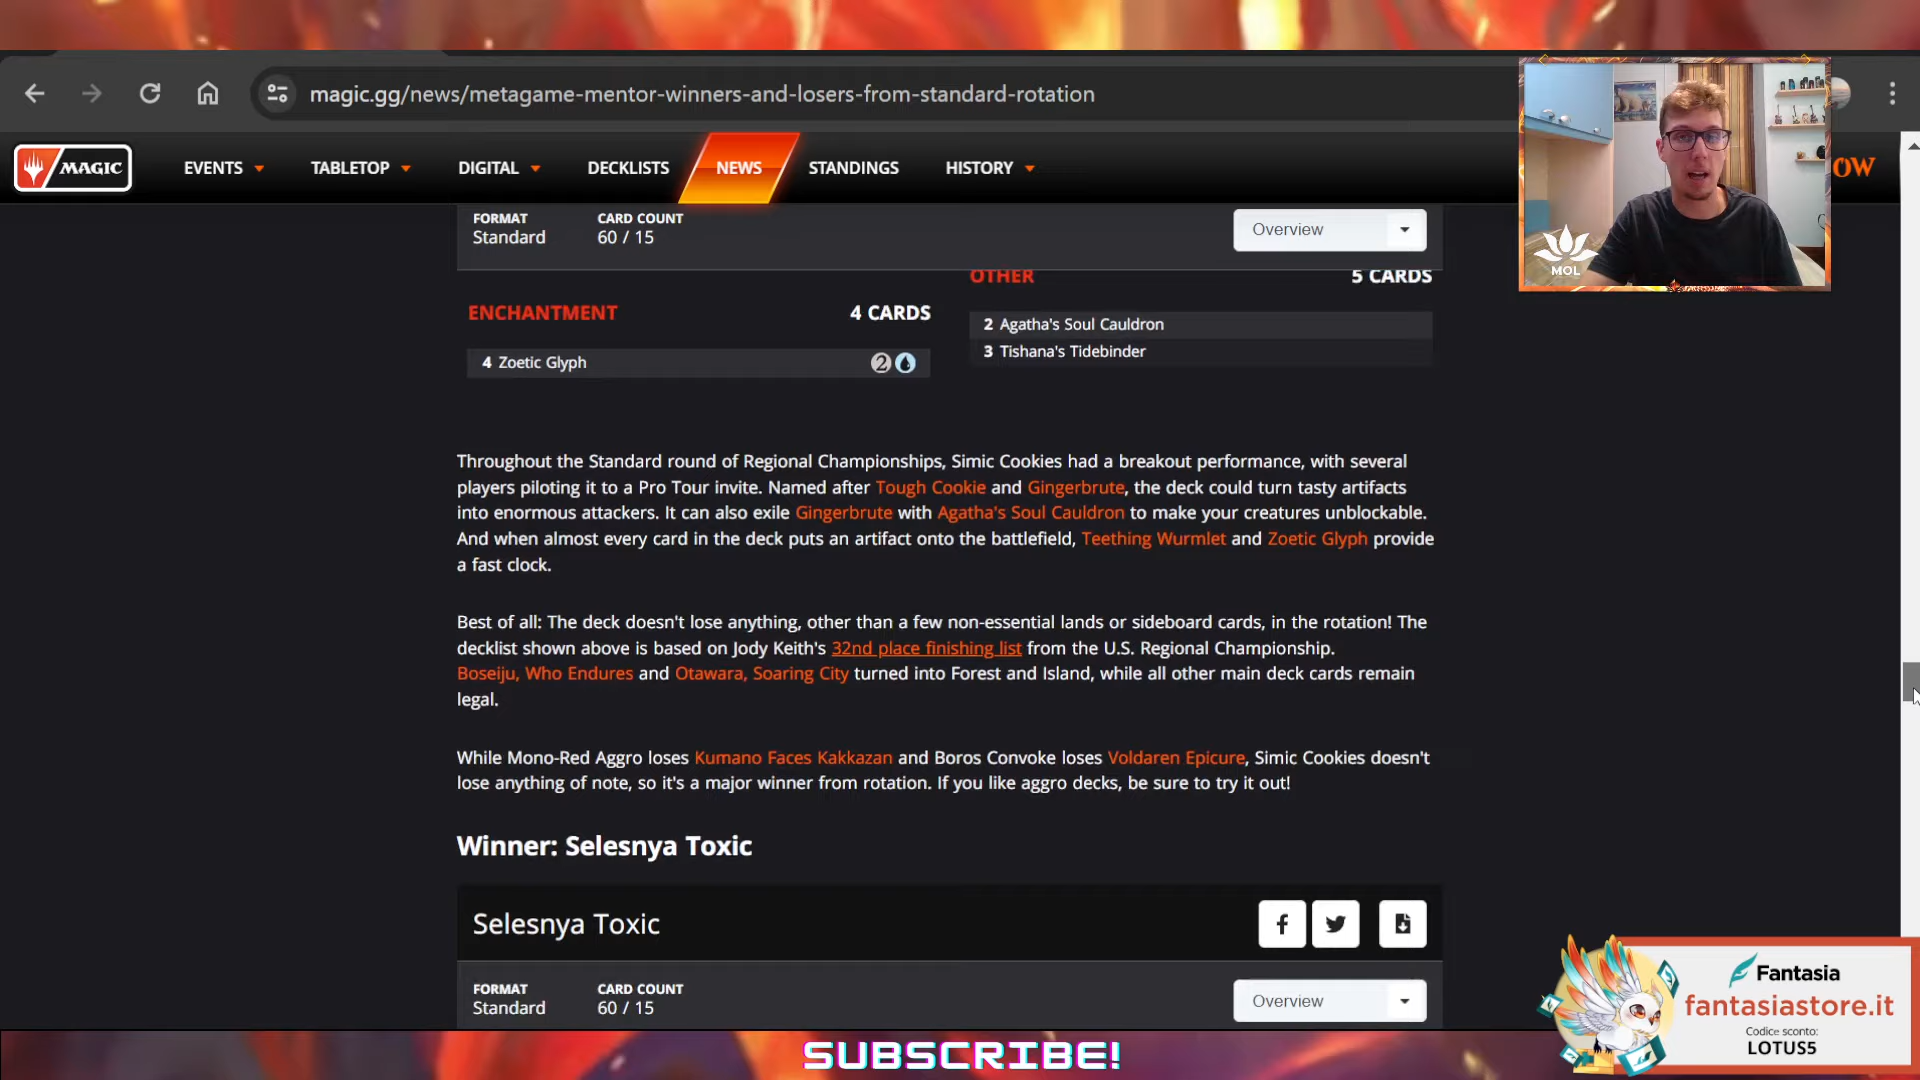 magic.gg/news/metagame-mentor-winners-and-losers-from-standard-rotation
MAGIC
EVENTS
TABLETOP
DIGITAL
DECKLISTS
NEWS
STANDINGS
HISTORY
OW
MOL
FORMAT
Standard
CARD COUNT
60 / 15
Overview
ENCHANTMENT
4 CARDS
4 Zoetic Glyph
2
OTHER
5 CARDS
2 Agatha's Soul Cauldron
3 Tishana's Tidebinder
Throughout the Standard round of Regional Championships, Simic Cookies had a breakout performance, with several
players piloting it to a Pro Tour invite. Named after Tough Cookie and Gingerbrute, the deck could turn tasty artifacts
into enormous attackers. It can also exile Gingerbrute with Agatha's Soul Cauldron to make your creatures unblockable.
And when almost every card in the deck puts an artifact onto the battlefield, Teething Wurmlet and Zoetic Glyph provide
a fast clock.
Best of all: The deck doesn't lose anything, other than a few non-essential lands or sideboard cards, in the rotation! The
decklist shown above is based on Jody Keith's 32nd place finishing list from the U.S. Regional Championship.
Boseiju, Who Endures and Otawara, Soaring City turned into Forest and Island, while all other main deck cards remain
legal.
While Mono-Red Aggro loses Kumano Faces Kakkazan and Boros Convoke loses Voldaren Epicure, Simic Cookies doesn't
lose anything of note, so it's a major winner from rotation. If you like aggro decks, be sure to try it out!
Winner: Selesnya Toxic
Selesnya Toxic
FORMAT
Standard
CARD COUNT
60 / 15
Overview
Fantasia
fantasiastore.it
Codice sconto:
LOTUS5
SUBSCRIBE!